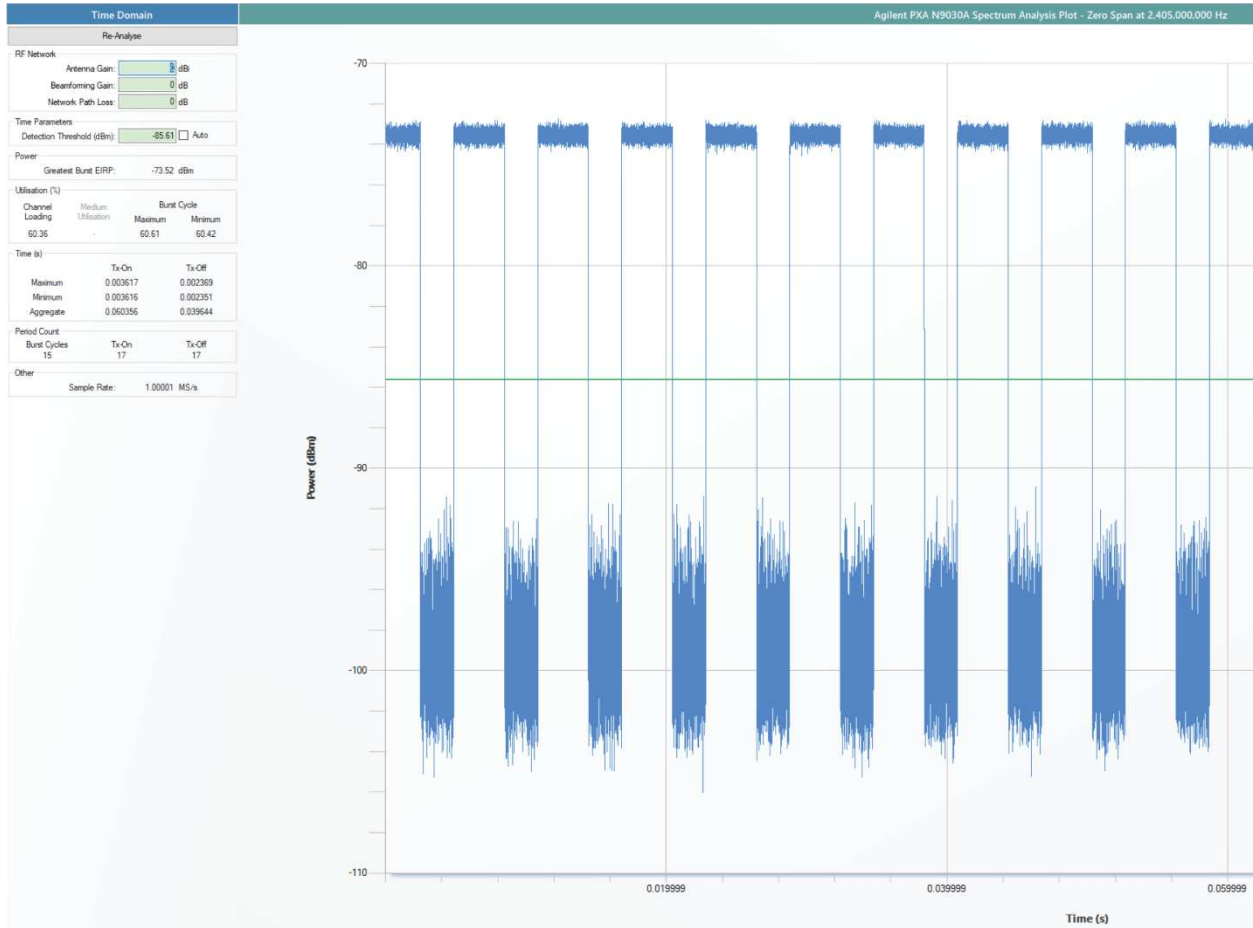 Time Domain
Agilent PXA N9030A Spectrum Analysis Plot - Zero Span at 2,405,000,000 Hz
Re-Analyse
RF Network
Antenna Gain: dBi
Beamforming Gain: 0 dB
Network Path Loss: 0 dB
Time Parameters
Detection Threshold (dBm): -85.61 Auto
Power
Greatest Burst EIRP: -73.52 dBm
Utilisation (%)
Channel Loading Medium Utilisation Burst Cycle
Maximum Minimum
60.36 - 60.61 60.42
Time (s)
Tx-On Tx-Off
Maximum 0.003617 0.002369
Minimum 0.003616 0.002351
Aggregate 0.060356 0.039644
Period Count
Burst Cycles Tx-On Tx-Off
15 17 17
Other
Sample Rate: 1.00001 MS/s
Power (dBm)
-70
-80
-90
-100
-110
0.019999 0.039999 0.059999
Time (s)